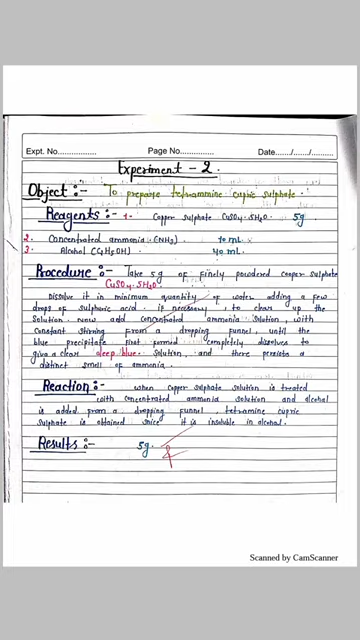 Expt. No.................. Page No............... Date......./....../.........
Experiment - 2.
Object :- To prepare tetrammine cupric sulphate.
Reagents :- 1. Copper Sulphate CuSO4.5H2O. 5g
2. Concentrated ammonia (NH3) 10 mL.
3. Alcohol (C2H5OH) 40 mL.
Procedure :- Take 5g of finely powdered copper sulphate
CuSO4.5H2O.
Dissolve it in minimum quantity of water adding a few
drops of sulphuric acid. if necessary, to clear up the
Solution. Now add concentrated ammonia solution, with
Constant stirring from a dropping funnel, until the
blue precipitate first formed completely dissolves to
give a clear deep blue solution, and there persists a
distinct smell of ammonia.
Reaction :- When copper sulphate solution is treated
with concentrated ammonia solution and alcohol
is added from a dropping funnel, tetramine cupric
sulphate is obtained since it is insoluble in alcohol.
Results :- 5g.
Scanned by CamScanner